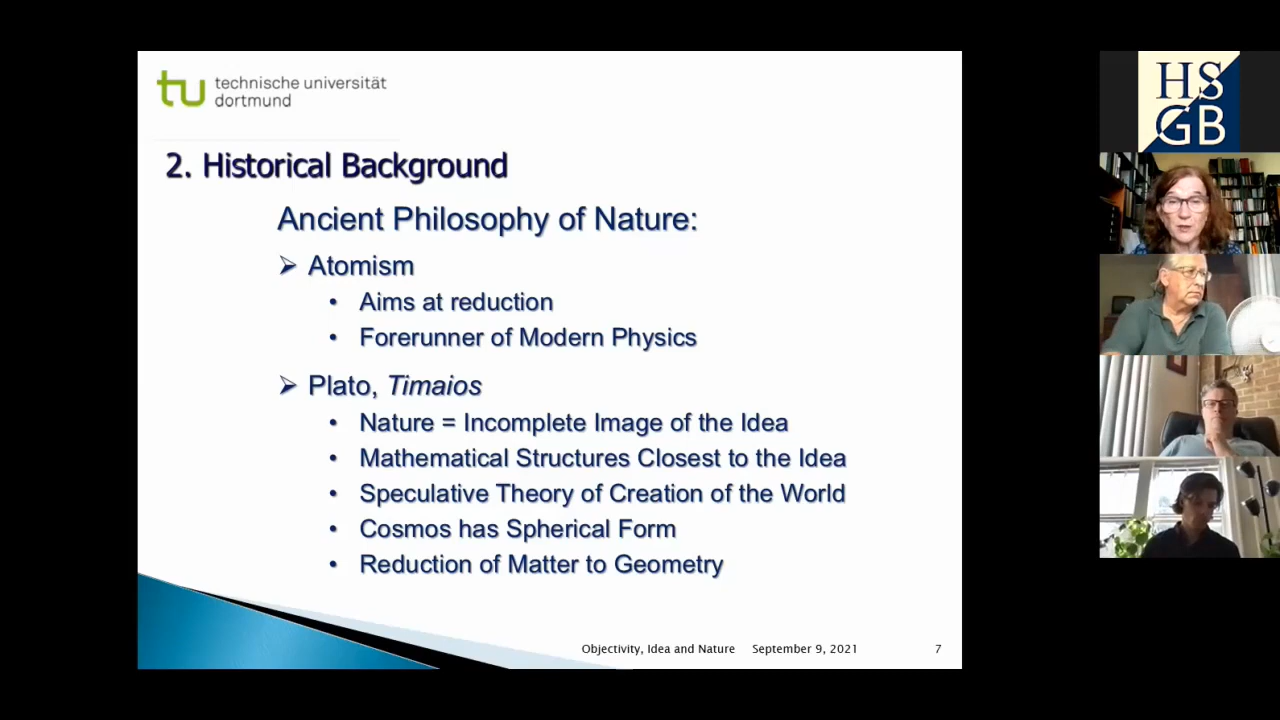 technische universität
dortmund
2. Historical Background
Ancient Philosophy of Nature:
➢ Atomism
• Aims at reduction
• Forerunner of Modern Physics
➢ Plato, Timaios
• Nature = Incomplete Image of the Idea
• Mathematical Structures Closest to the Idea
• Speculative Theory of Creation of the World
• Cosmos has Spherical Form
• Reduction of Matter to Geometry
Objectivity, Idea and Nature September 9, 2021 7
tu
HS
GB